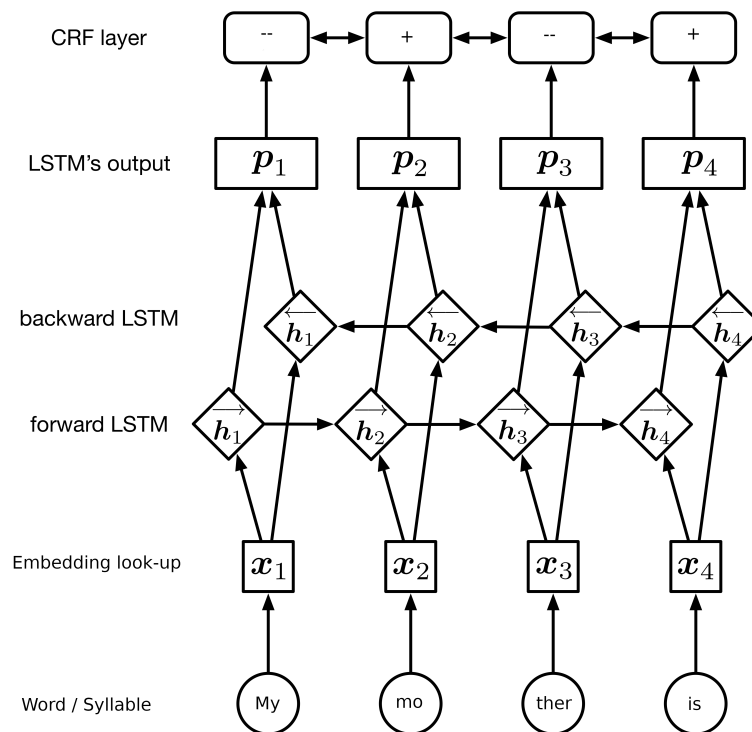 CRF layer -- + -- +
LSTM's output p1 p2 p3 p4
backward LSTM ←h1 ←h2 ←h3 ←h4
forward LSTM →h1 →h2 →h3 →h4
Embedding look-up x1 x2 x3 x4
Word / Syllable My mo ther is